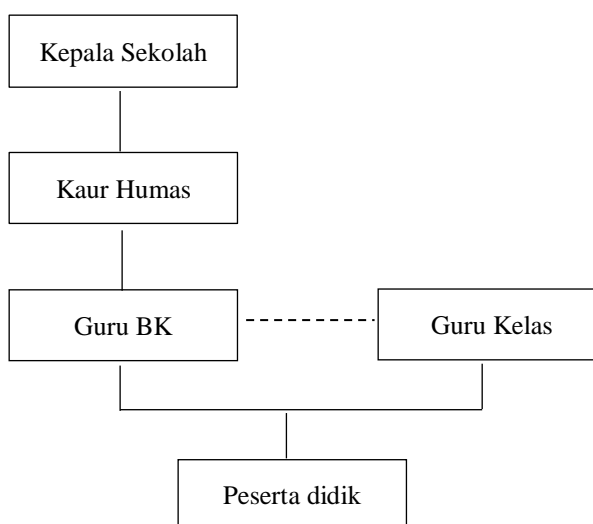 Kepala Sekolah
Kaur Humas
Guru BK
Guru Kelas
Peserta didik